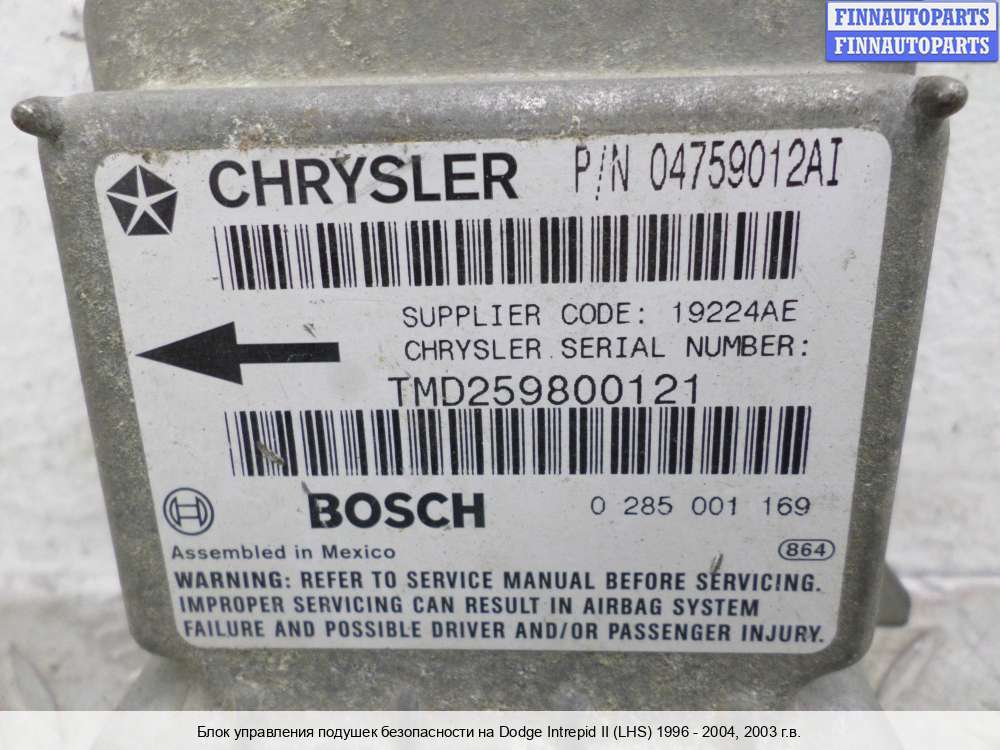 FINNAUTOPARTS
FINNAUTOPARTS
CHRYSLER P/N 04759012AI
SUPPLIER CODE: 19224AE
CHRYSLER SERIAL NUMBER:
TMD259800121
BOSCH 0 285 001 169
Assembled in Mexico 864
WARNING: REFER TO SERVICE MANUAL BEFORE SERVICING.
IMPROPER SERVICING CAN RESULT IN AIRBAG SYSTEM
FAILURE AND POSSIBLE DRIVER AND/OR PASSENGER INJURY.
Блок управления подушек безопасности на Dodge Intrepid II (LHS) 1996 - 2004, 2003 г.в.